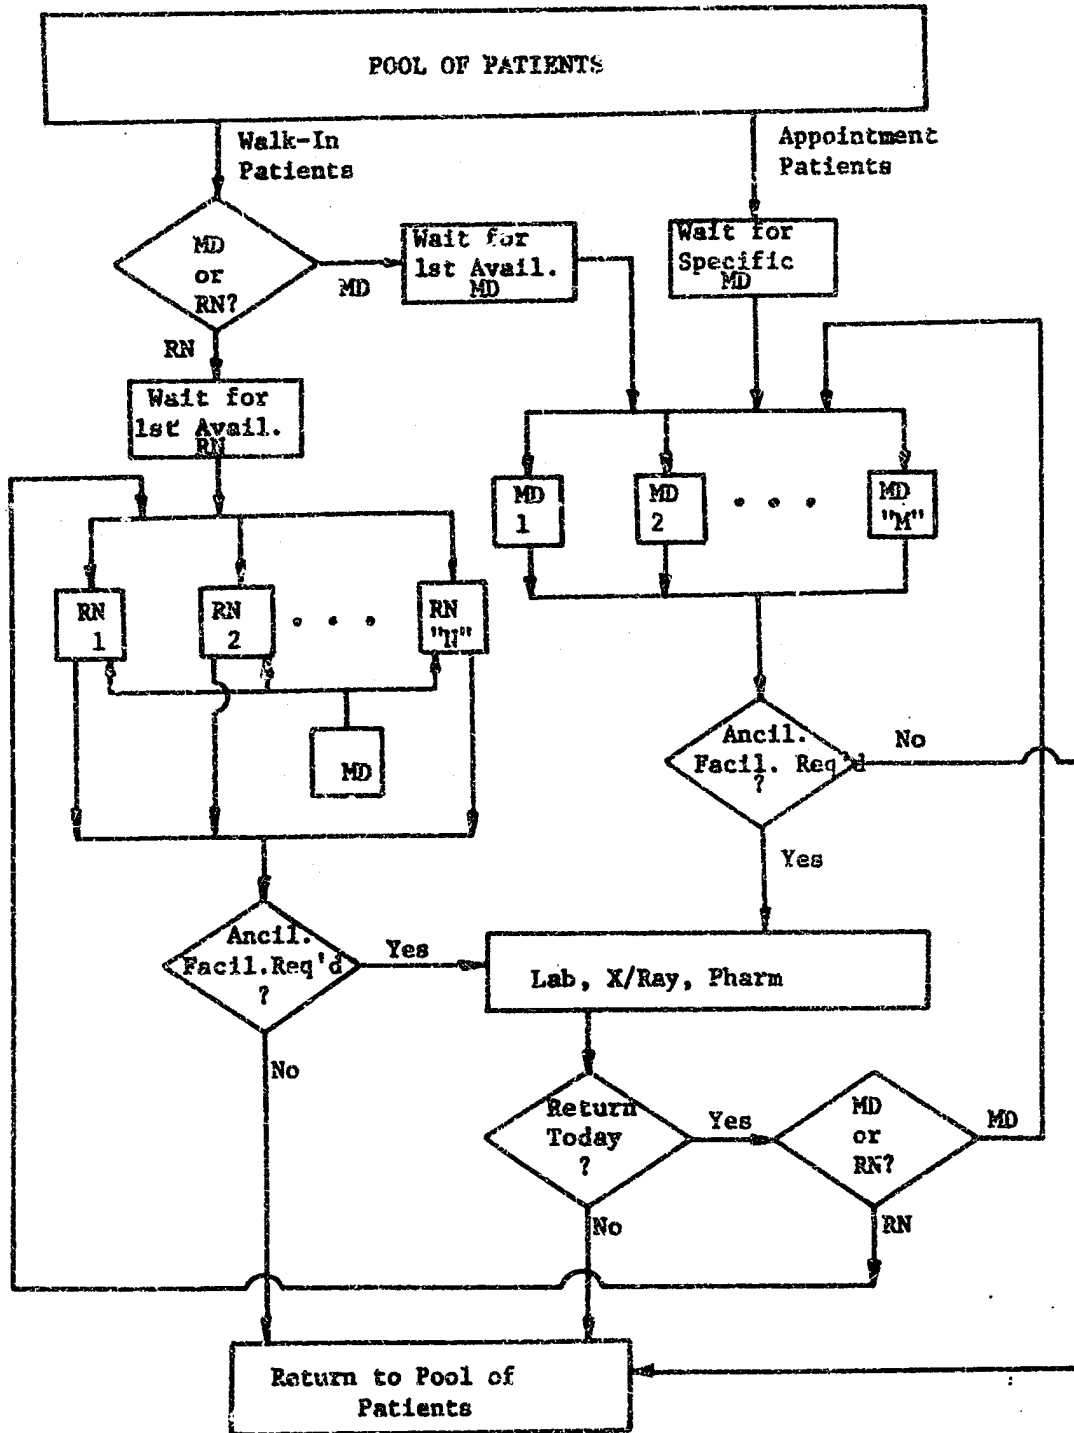 POOL OF PATIENTS
Walk-In
Patients
Appointment
Patients
MD
or
RN?
MD
Wait for
1st Avail.
MD
Wait for
Specific
MD
RN
Wait for
1st Avail.
RN
MD
1
MD
2
. . .
MD
"M"
RN
1
RN
2
. . .
RN
"N"
MD
Ancil.
Facil. Req'd
?
No
Yes
Ancil.
Facil.Req'd
?
Yes
No
Lab, X/Ray, Pharm
Return
Today
?
Yes
No
MD
or
RN?
MD
RN
Return to Pool of
Patients